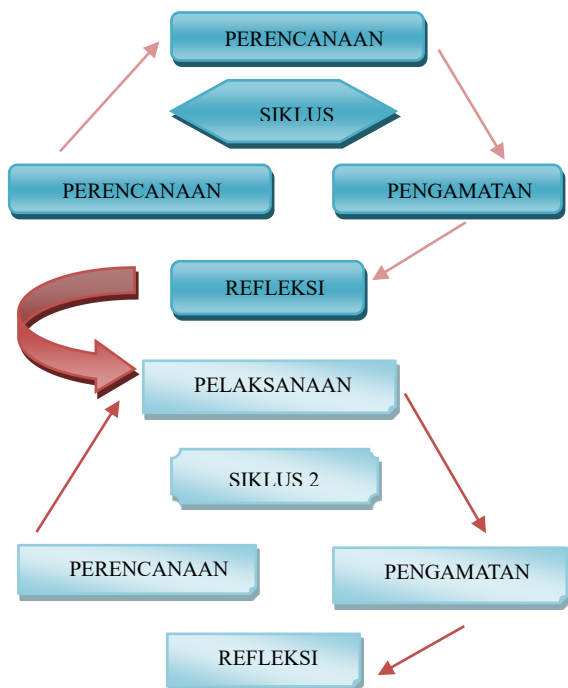 PERENCANAAN
SIKLUS
PERENCANAAN
PENGAMATAN
REFLEKSI
PELAKSANAAN
SIKLUS 2
PERENCANAAN
PENGAMATAN
REFLEKSI